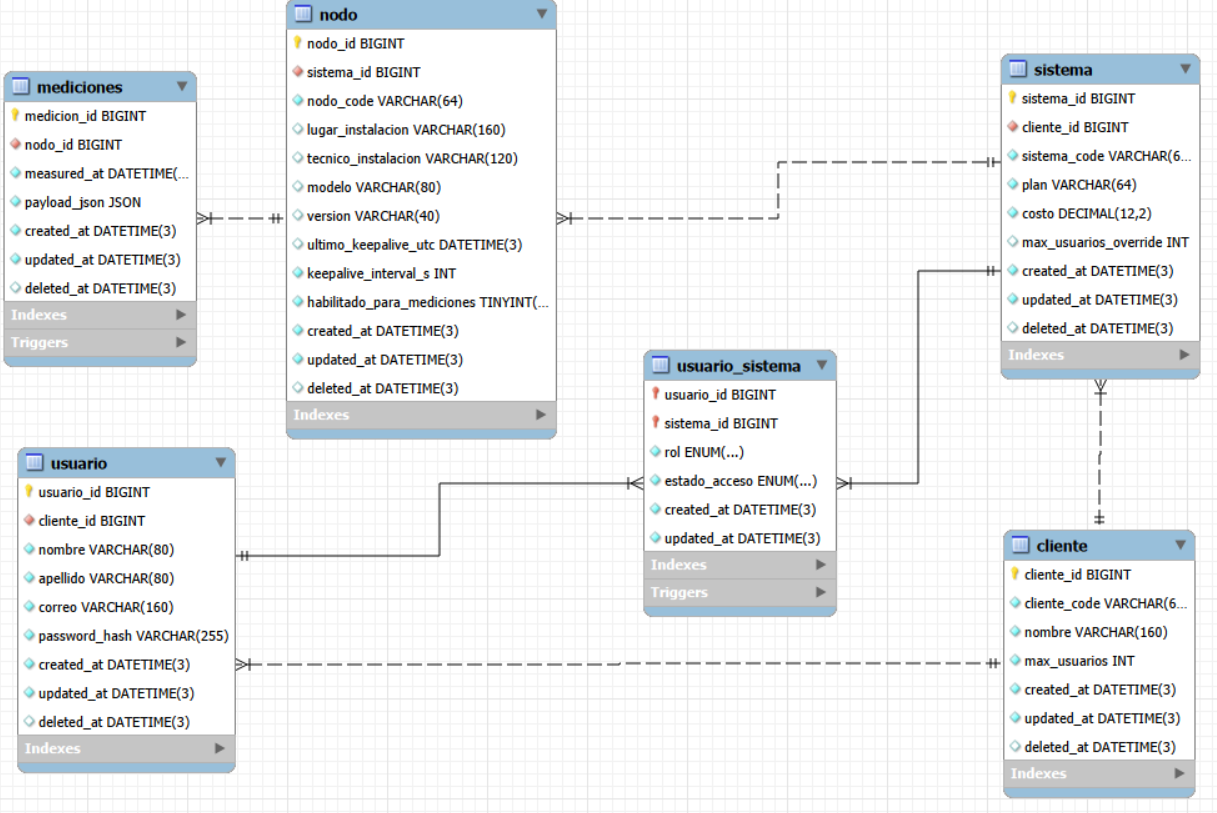 nodo
nodo_id BIGINT
sistema_id BIGINT
nodo_code VARCHAR(64)
lugar_instalacion VARCHAR(160)
tecnico_instalacion VARCHAR(120)
modelo VARCHAR(80)
version VARCHAR(40)
ultimo_keepalive_utc DATETIME(3)
keepalive_interval_s INT
habilitado_para_mediciones TINYINT(...
created_at DATETIME(3)
updated_at DATETIME(3)
deleted_at DATETIME(3)
Indexes
mediciones
medicion_id BIGINT
nodo_id BIGINT
measured_at DATETIME(...
payload_json JSON
created_at DATETIME(3)
updated_at DATETIME(3)
deleted_at DATETIME(3)
Indexes
Triggers
sistema
sistema_id BIGINT
cliente_id BIGINT
sistema_code VARCHAR(6...
plan VARCHAR(64)
costo DECIMAL(12,2)
max_usuarios_override INT
created_at DATETIME(3)
updated_at DATETIME(3)
deleted_at DATETIME(3)
Indexes
usuario_sistema
usuario_id BIGINT
sistema_id BIGINT
rol ENUM(...)
estado_acceso ENUM(...)
created_at DATETIME(3)
updated_at DATETIME(3)
Indexes
Triggers
usuario
usuario_id BIGINT
cliente_id BIGINT
nombre VARCHAR(80)
apellido VARCHAR(80)
correo VARCHAR(160)
password_hash VARCHAR(255)
created_at DATETIME(3)
updated_at DATETIME(3)
deleted_at DATETIME(3)
Indexes
cliente
cliente_id BIGINT
cliente_code VARCHAR(6...
nombre VARCHAR(160)
max_usuarios INT
created_at DATETIME(3)
updated_at DATETIME(3)
deleted_at DATETIME(3)
Indexes